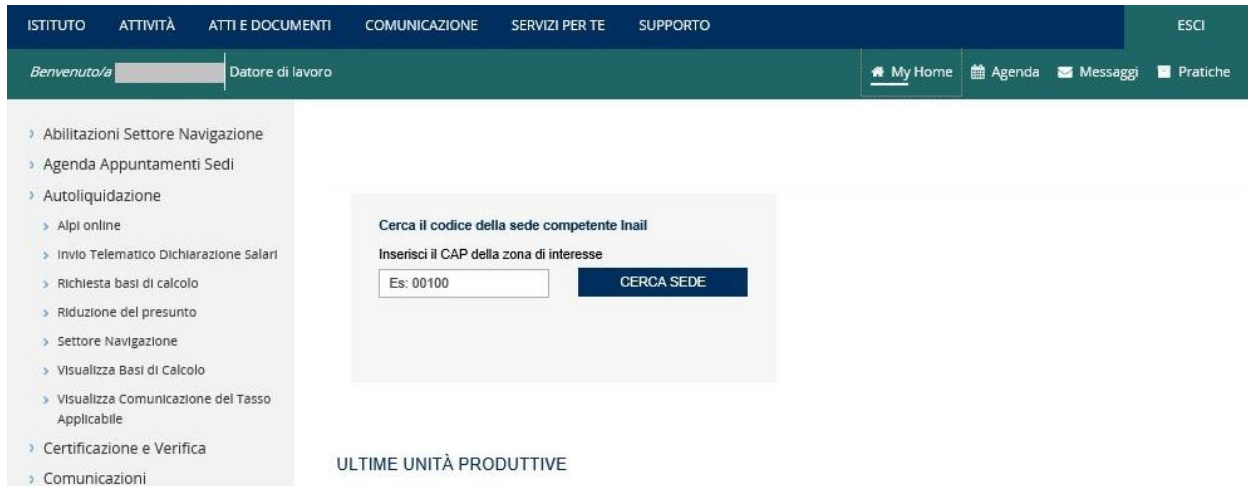 ISTITUTO ATTIVITÀ ATTI E DOCUMENTI COMUNICAZIONE SERVIZI PER TE SUPPORTO ESCI
Benvenuto/a Datore di lavoro My Home Agenda Messaggi Pratiche
Abilitazioni Settore Navigazione
Agenda Appuntamenti Sedi
Autoliquidazione
Alpi online
Invio Telematico Dichiarazione Salari
Richiesta basi di calcolo
Riduzione del presunto
Settore Navigazione
Visualizza Basi di Calcolo
Visualizza Comunicazione del Tasso
Applicabile
Certificazione e Verifica
Comunicazioni
Cerca il codice della sede competente Inail
Inserisci il CAP della zona di interesse
Es: 00100 CERCA SEDE
ULTIME UNITÀ PRODUTTIVE